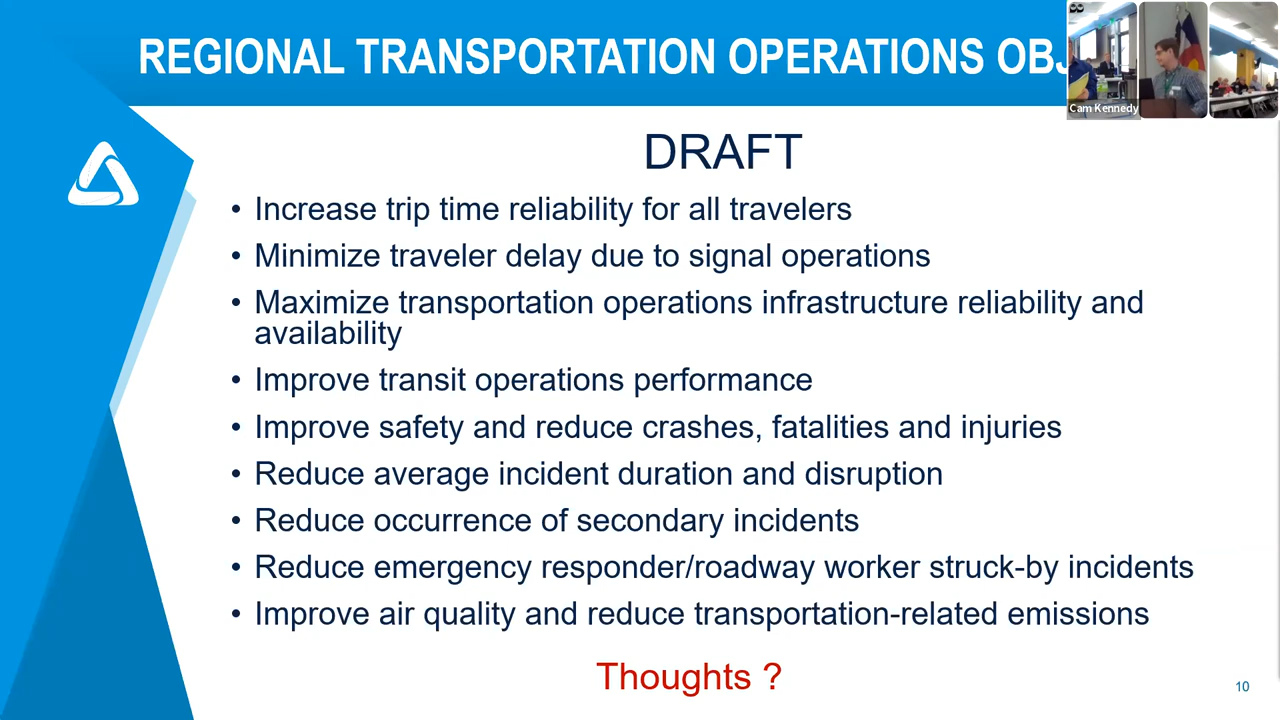 REGIONAL TRANSPORTATION OPERATIONS OBJ
Cam Kennedy
DRAFT
• Increase trip time reliability for all travelers
• Minimize traveler delay due to signal operations
• Maximize transportation operations infrastructure reliability and
availability
• Improve transit operations performance
• Improve safety and reduce crashes, fatalities and injuries
• Reduce average incident duration and disruption
• Reduce occurrence of secondary incidents
• Reduce emergency responder/roadway worker struck-by incidents
• Improve air quality and reduce transportation-related emissions
Thoughts ?
10